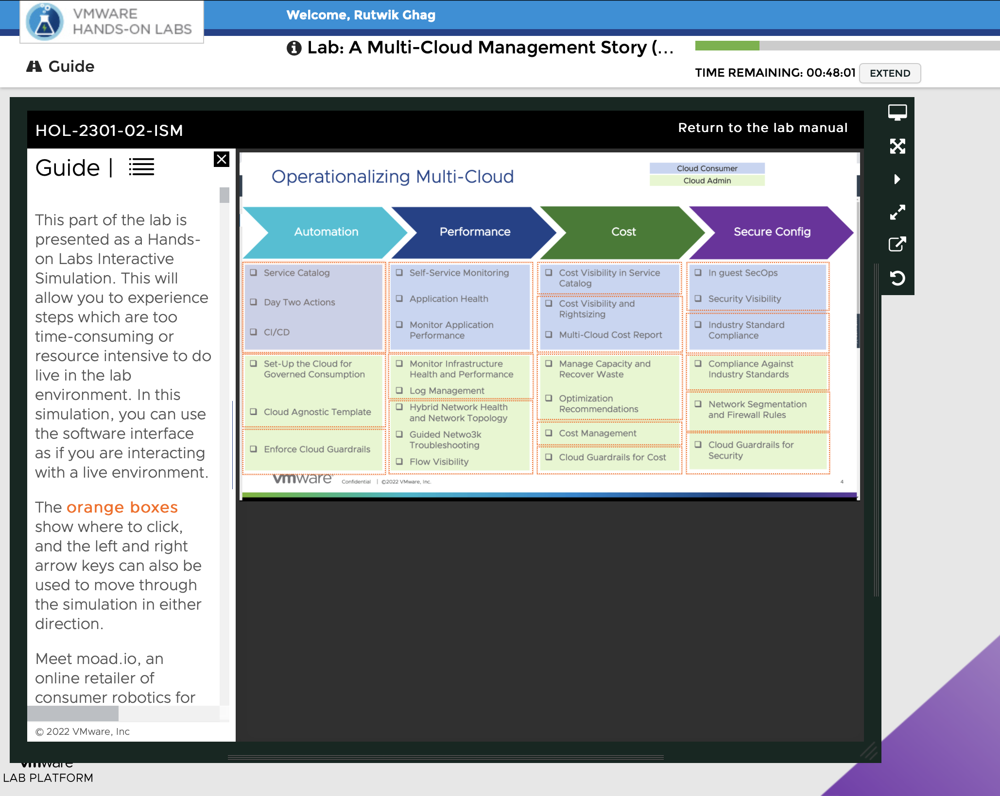 VMWARE
HANDS-ON LABS
Welcome, Rutwik Ghag
Lab: A Multi-Cloud Management Story (...
Guide
TIME REMAINING: 00:48:01
EXTEND
HOL-2301-02-ISM
Return to the lab manual
Guide |
This part of the lab is
presented as a Hands-
on Labs Interactive
Simulation. This will
allow you to experience
steps which are too
time-consuming or
resource intensive to do
live in the lab
environment. In this
simulation, you can use
the software interface
as if you are interacting
with a live environment.
The orange boxes
show where to click,
and the left and right
arrow keys can also be
used to move through
the simulation in either
direction.
Meet moad.io, an
online retailer of
consumer robotics for
© 2022 VMware, Inc
Operationalizing Multi-Cloud
Cloud Consumer
Cloud Admin
Automation
Performance
Cost
Secure Config
Service Catalog
Day Two Actions
CI/CD
Set-Up the Cloud for
Governed Consumption
Cloud Agnostic Template
Enforce Cloud Guardrails
Self-Service Monitoring
Application Health
Monitor Application
Performance
Monitor Infrastructure
Health and Performance
Log Management
Hybrid Network Health
and Network Topology
Guided Netwo3k
Troubleshooting
Flow Visibility
Cost Visibility in Service
Catalog
Cost Visibility and
Rightsizing
Multi-Cloud Cost Report
Manage Capacity and
Recover Waste
Optimization
Recommendations
Cost Management
Cloud Guardrails for Cost
In guest SecOps
Security Visibility
Industry Standard
Compliance
Compliance Against
Industry Standards
Network Segmentation
and Firewall Rules
Cloud Guardrails for
Security
vmware
Confidential | ©2022 VMware, Inc.
4
vmware
LAB PLATFORM